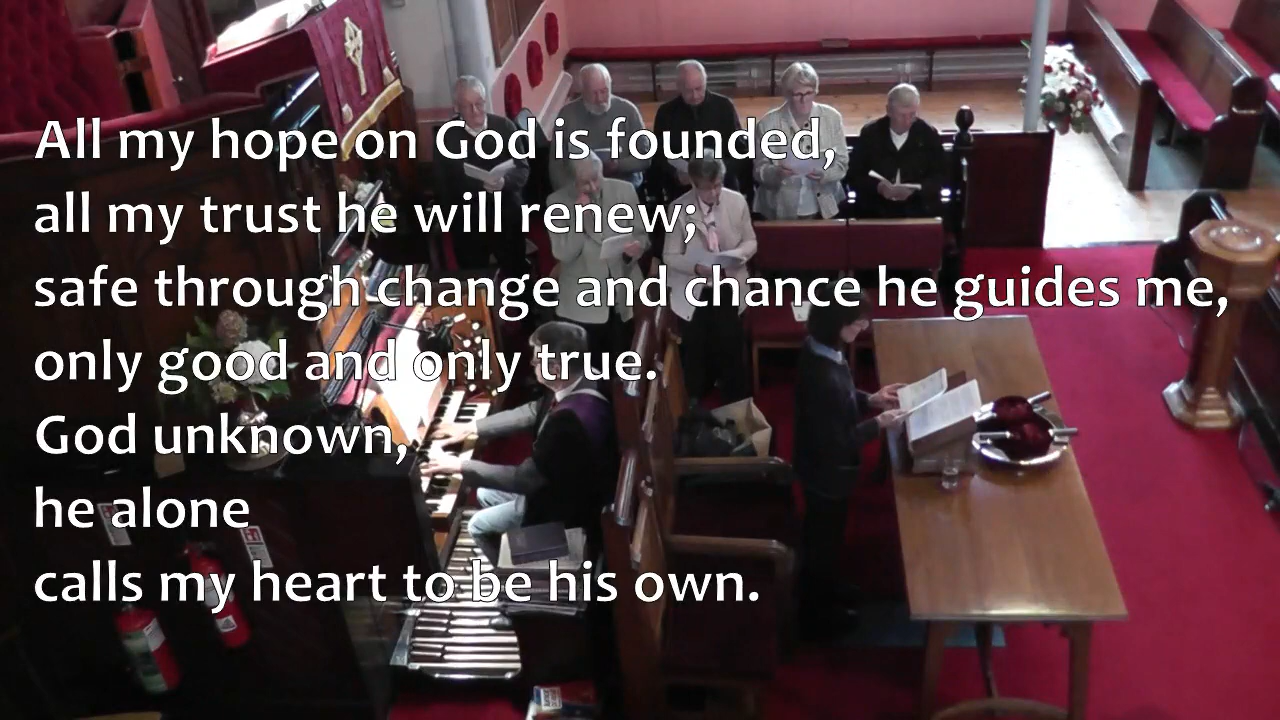 All my hope on God is founded,
all my trust he will renew;
safe through change and chance he guides me,
only good and only true.
God unknown,
he alone
calls my heart to be his own.